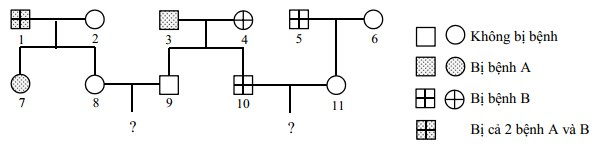 1 2 3 4 5 6
7 8 9 10 11
? ?
Không bị bệnh
Bị bệnh A
Bị bệnh B
Bị cả 2 bệnh A và B